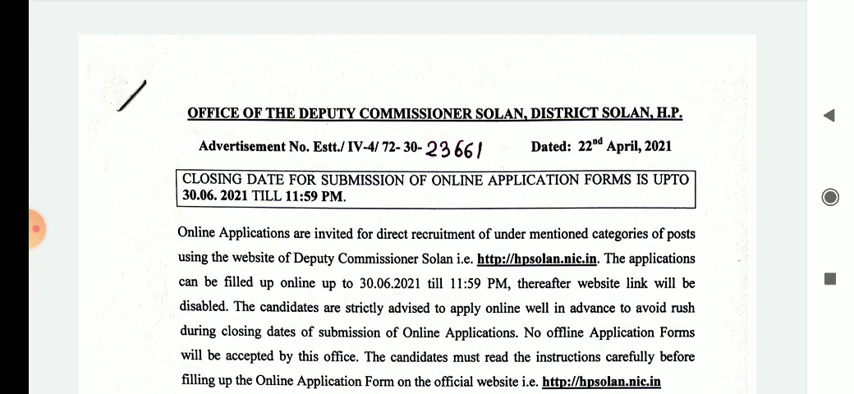 OFFICE OF THE DEPUTY COMMISSIONER SOLAN, DISTRICT SOLAN, H.P.
Advertisement No. Estt./ IV-4/ 72- 30- 23661 Dated: 22nd April, 2021
CLOSING DATE FOR SUBMISSION OF ONLINE APPLICATION FORMS IS UPTO
30.06. 2021 TILL 11:59 PM.
Online Applications are invited for direct recruitment of under mentioned categories of posts
using the website of Deputy Commissioner Solan i.e. http://hpsolan.nic.in. The applications
can be filled up online up to 30.06.2021 till 11:59 PM, thereafter website link will be
disabled. The candidates are strictly advised to apply online well in advance to avoid rush
during closing dates of submission of Online Applications. No offline Application Forms
will be accepted by this office. The candidates must read the instructions carefully before
filling up the Online Application Form on the official website i.e. http://hpsolan.nic.in